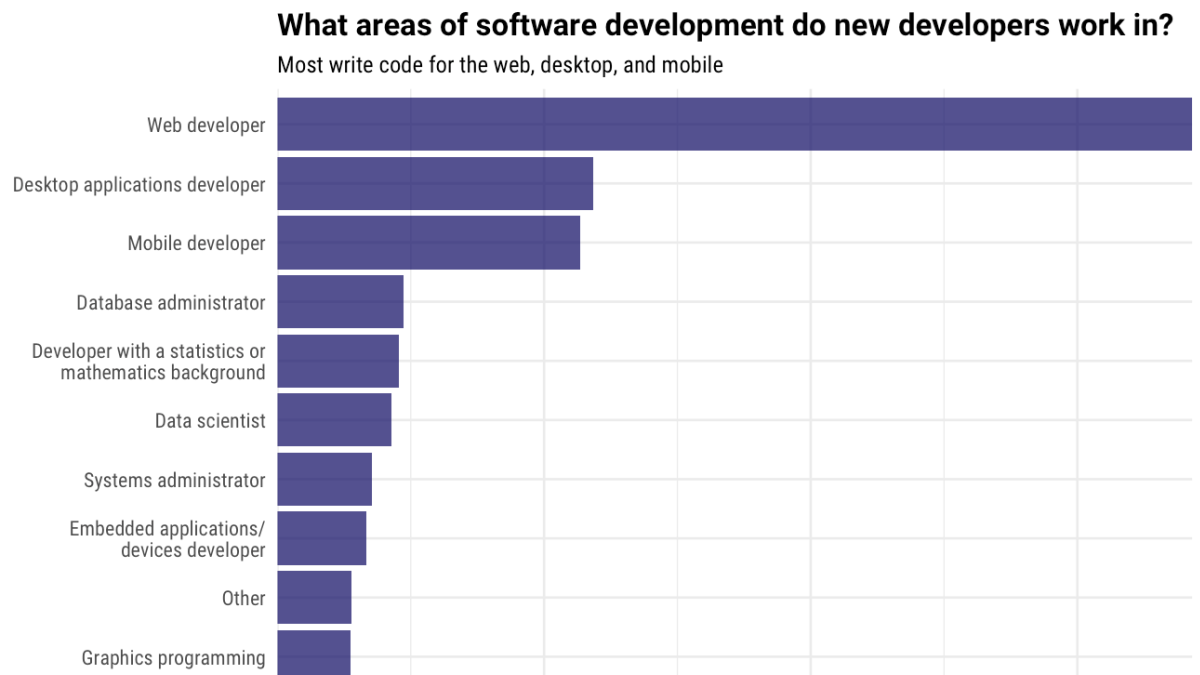 What areas of software development do new developers work in?
Most write code for the web, desktop, and mobile
Web developer
Desktop applications developer
Mobile developer
Database administrator
Developer with a statistics or
mathematics background
Data scientist
Systems administrator
Embedded applications/
devices developer
Other
Graphics programming